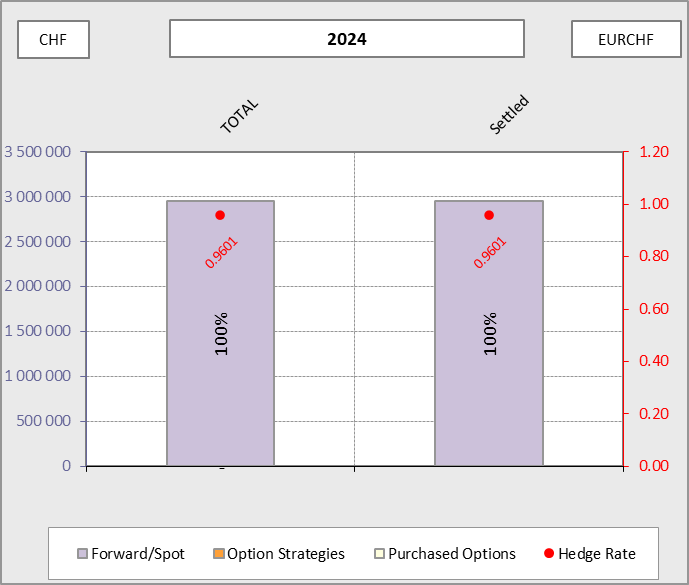 CHF 2024 EURCHF
TOTAL Settled
3 500 000 1.20
3 000 000 1.00
2 500 000 0.80
2 000 000 0.60
1 500 000 0.40
1 000 000 0.20
500 000 0.00
0
0.9601 0.9601
100% 100%
Forward/Spot Option Strategies Purchased Options Hedge Rate